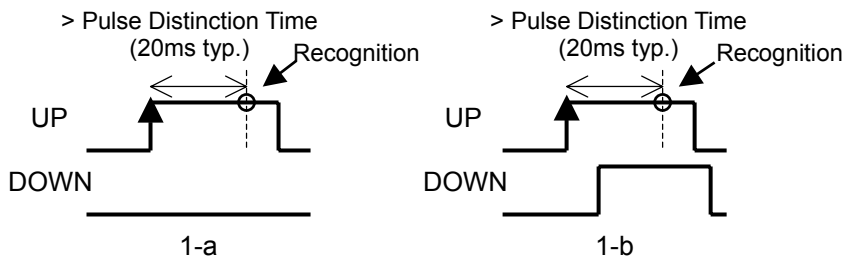 > Pulse Distinction Time
(20ms typ.)
Recognition
UP
DOWN
1-a
> Pulse Distinction Time
(20ms typ.)
Recognition
UP
DOWN
1-b